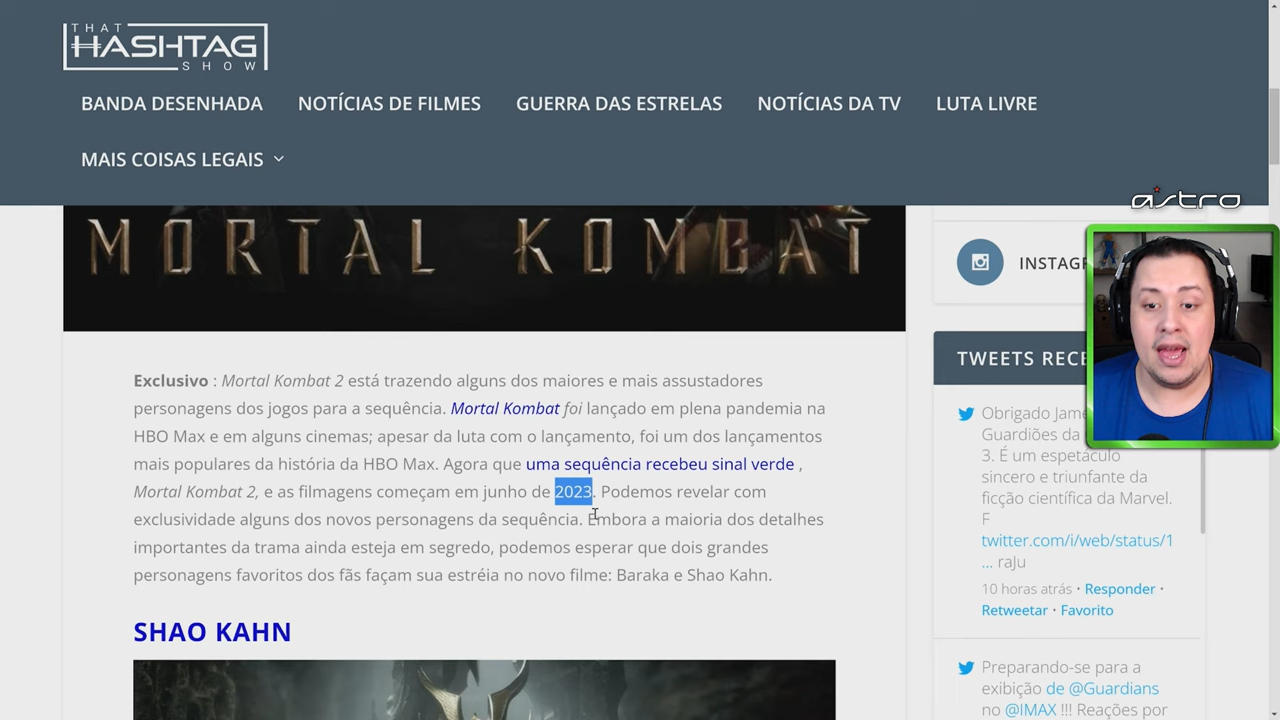 THAT
HASHTAG
SHOW
BANDA DESENHADA NOTÍCIAS DE FILMES GUERRA DAS ESTRELAS NOTÍCIAS DA TV LUTA LIVRE
MAIS COISAS LEGAIS
astro
MORTAL KOMBAT
INSTAG
Exclusivo : Mortal Kombat 2 está trazendo alguns dos maiores e mais assustadores
personagens dos jogos para a sequência. Mortal Kombat foi lançado em plena pandemia na
HBO Max e em alguns cinemas; apesar da luta com o lançamento, foi um dos lançamentos
mais populares da história da HBO Max. Agora que uma sequência recebeu sinal verde ,
Mortal Kombat 2, e as filmagens começam em junho de 2023. Podemos revelar com
exclusividade alguns dos novos personagens da sequência. Embora a maioria dos detalhes
importantes da trama ainda esteja em segredo, podemos esperar que dois grandes
personagens favoritos dos fãs façam sua estréia no novo filme: Baraka e Shao Kahn.
SHAO KAHN
TWEETS RECE
Obrigado Jame
Guardiões da
3. É um espetáculo
sincero e triunfante da
ficção científica da Marvel.
F
twitter.com/i/web/status/1
... raJu
10 horas atrás • Responder •
Retweetar • Favorito
Preparando-se para a
exibição de @Guardians
no @IMAX !!! Reações por